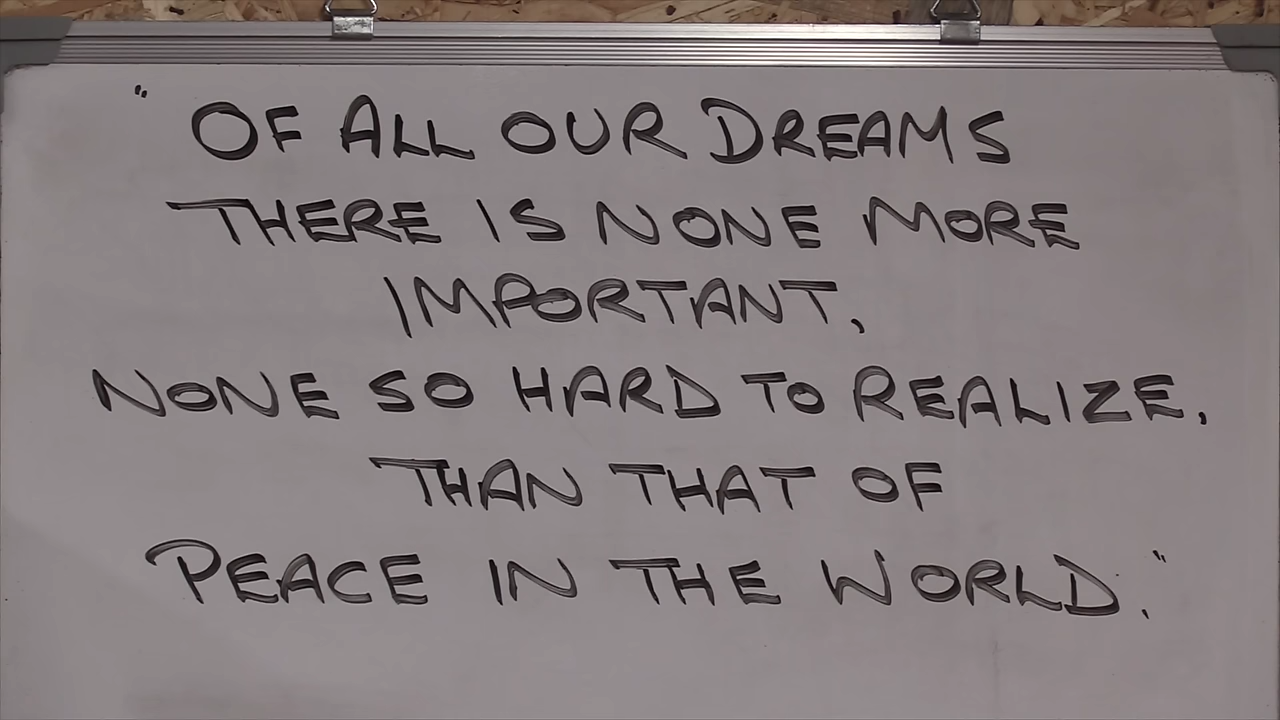 "OF ALL OUR DREAMS
THERE IS NONE MORE
IMPORTANT,
NONE SO HARD TO REALIZE,
THAN THAT OF
PEACE IN THE WORLD."